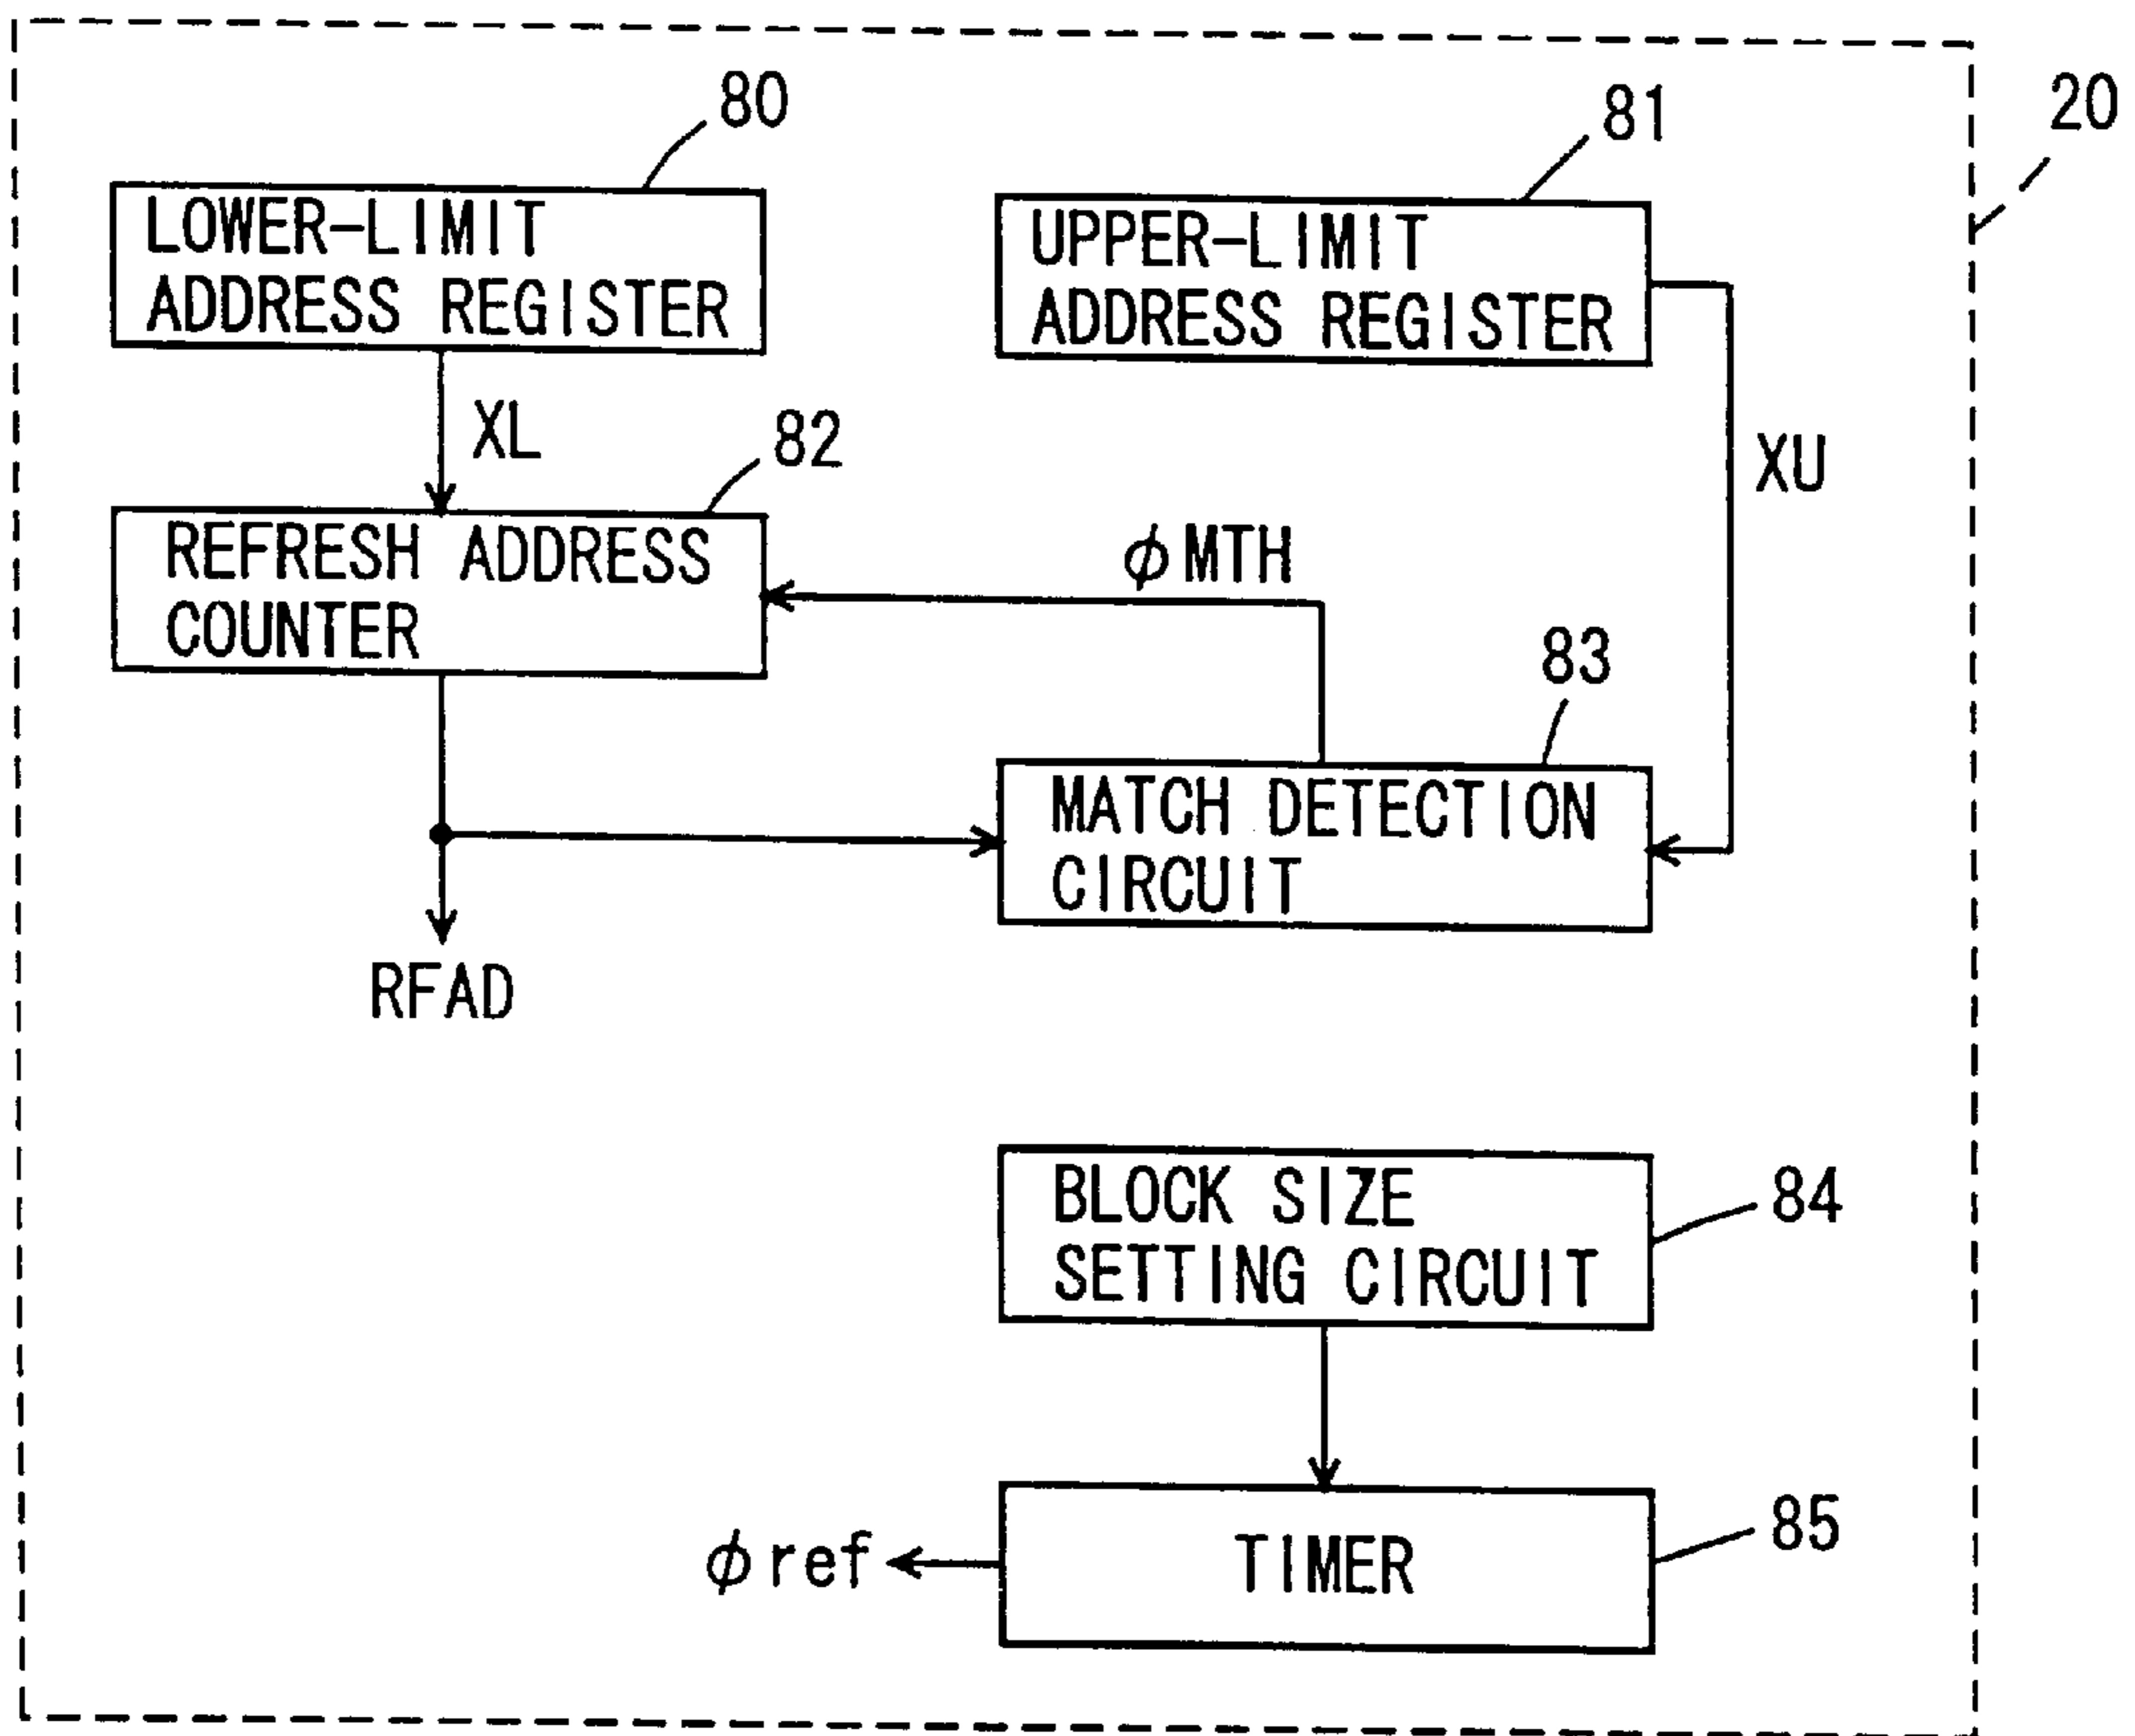 80
81
20
LOWER-LIMIT
ADDRESS REGISTER
UPPER-LIMIT
ADDRESS REGISTER
XL
82
XU
REFRESH ADDRESS
COUNTER
φMTH
83
MATCH DETECTION
CIRCUIT
RFAD
BLOCK SIZE
SETTING CIRCUIT
84
TIMER
85
φref